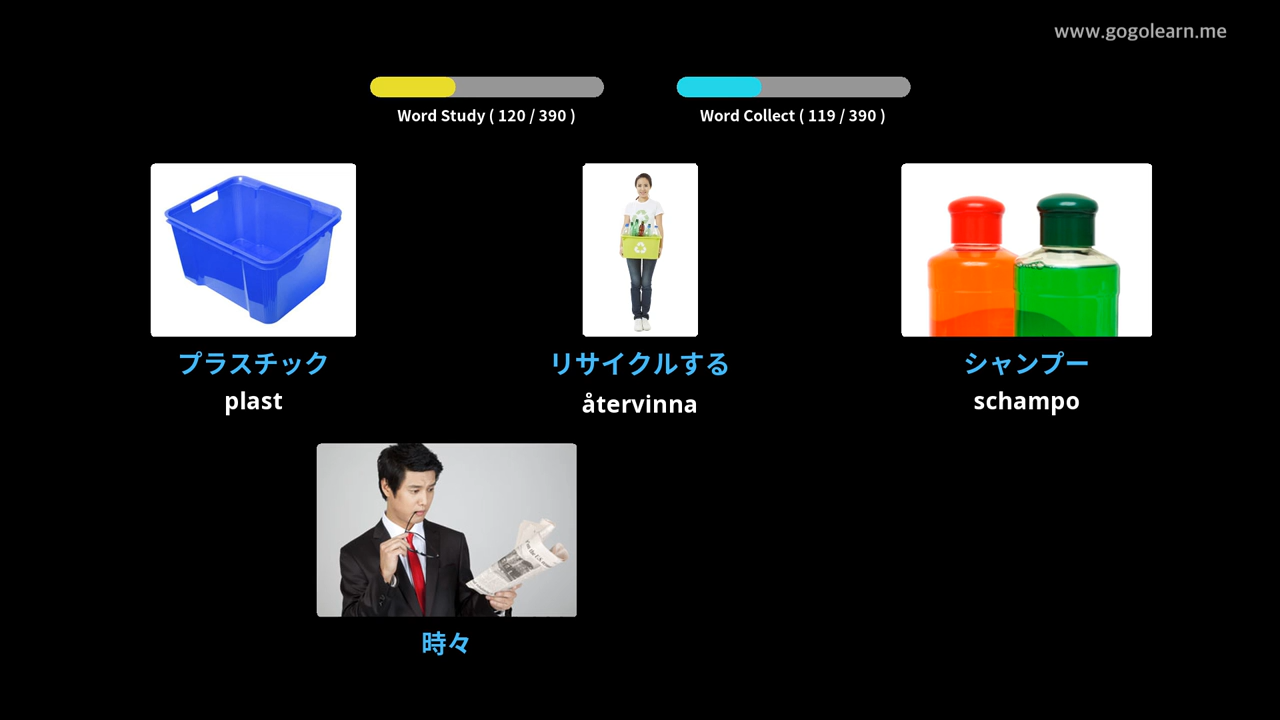 www.gogolearn.me
Word Study ( 120 / 390 )
Word Collect ( 119 / 390 )
プラスチック
plast
リサイクルする
återvinna
シャンプー
schampo
時々